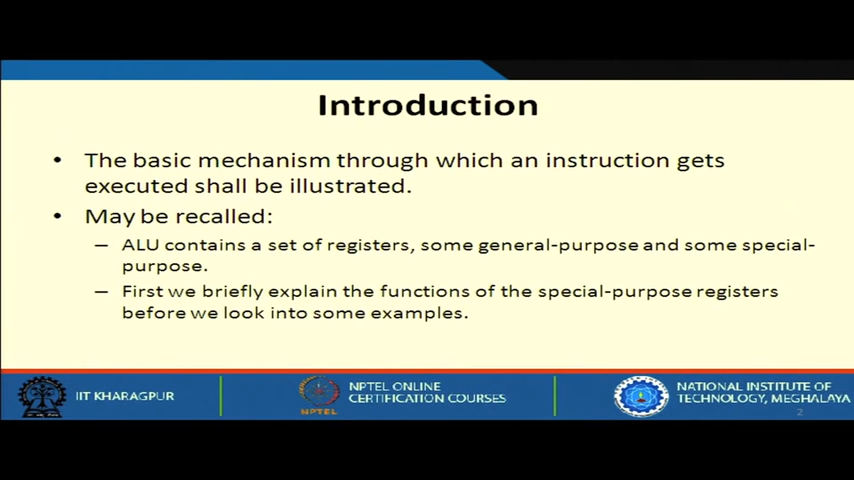 Introduction
• The basic mechanism through which an instruction gets
executed shall be illustrated.
• May be recalled:
– ALU contains a set of registers, some general-purpose and some special-
purpose.
– First we briefly explain the functions of the special-purpose registers
before we look into some examples.
IIT KHARAGPUR
NPTEL
NPTEL ONLINE
CERTIFICATION COURSES
NATIONAL INSTITUTE OF
TECHNOLOGY, MEGHALAYA
2